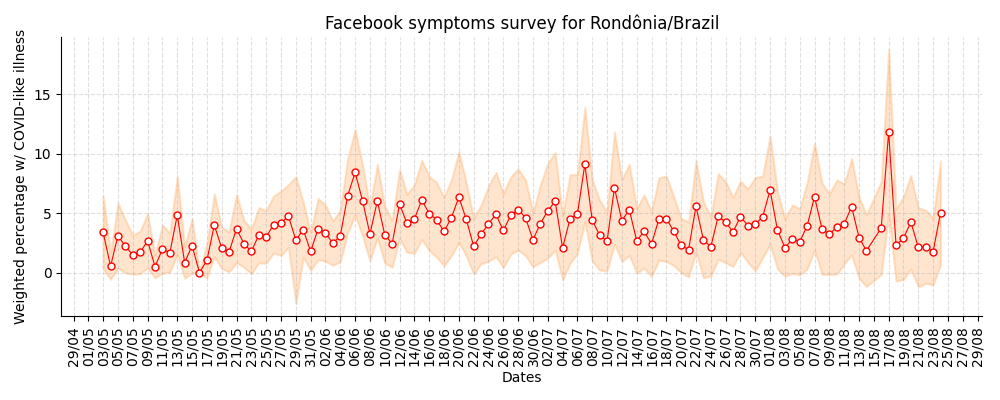 Facebook symptoms survey for Rondônia/Brazil
Weighted percentage w/ COVID-like illness
15
10
5
0
29/04 01/05 03/05 05/05 07/05 09/05 11/05 13/05 15/05 17/05 19/05 21/05 23/05 25/05 27/05 29/05 31/05 02/06 04/06 06/06 08/06 10/06 12/06 14/06 16/06 18/06 20/06 22/06 24/06 26/06 28/06 30/06 02/07 04/07 06/07 08/07 10/07 12/07 14/07 16/07 18/07 20/07 22/07 24/07 26/07 28/07 30/07 01/08 03/08 05/08 07/08 09/08 11/08 13/08 15/08 17/08 19/08 21/08 23/08 25/08 27/08 29/08
Dates